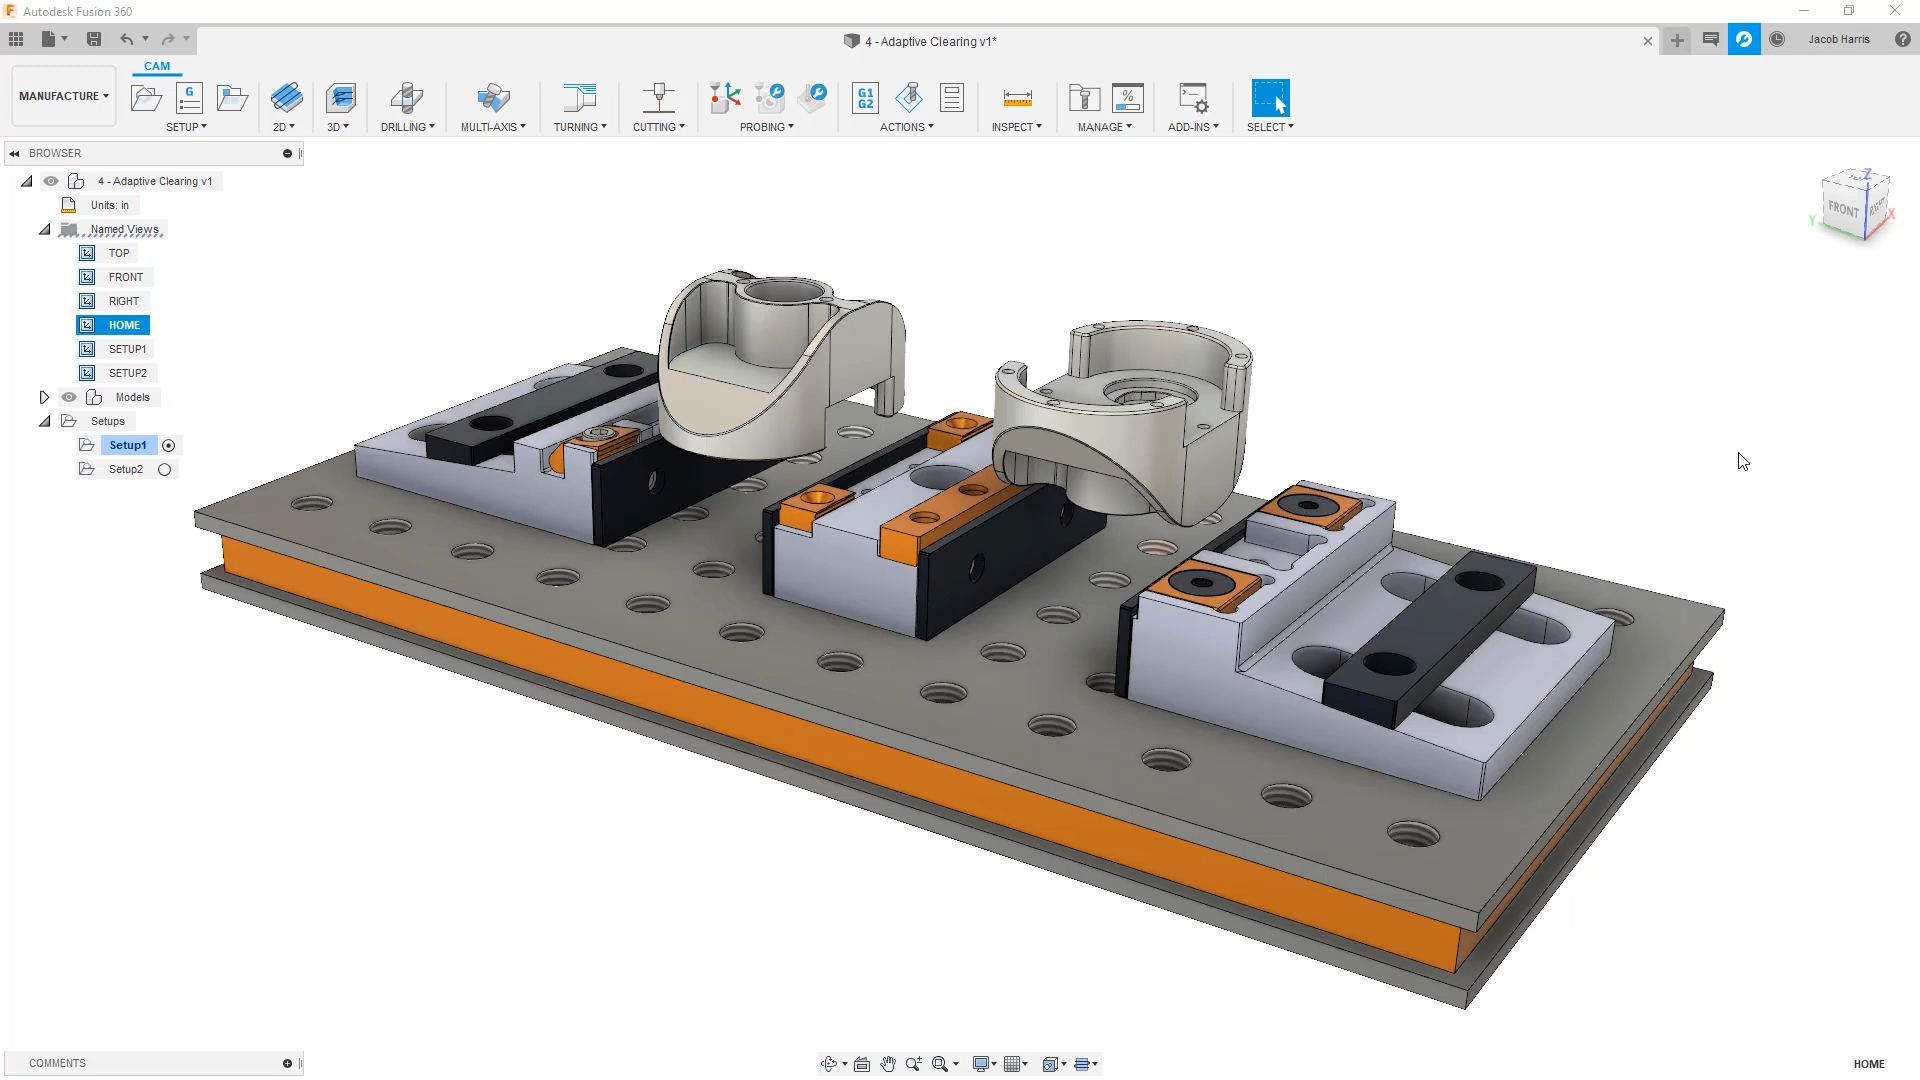 Autodesk Fusion 360
4 - Adaptive Clearing v1*
Jacob Harris
CAM
MANUFACTURE
G
G1
G2
%
SETUP
2D
3D
DRILLING
MULTI-AXIS
TURNING
CUTTING
PROBING
ACTIONS
INSPECT
MANAGE
ADD-INS
SELECT
BROWSER
4 - Adaptive Clearing v1
Units: in
Named Views
TOP
FRONT
RIGHT
HOME
SETUP1
SETUP2
Models
Setups
Setup1
Setup2
Z
TOP
FRONT
RIGHT
Y
X
COMMENTS
HOME